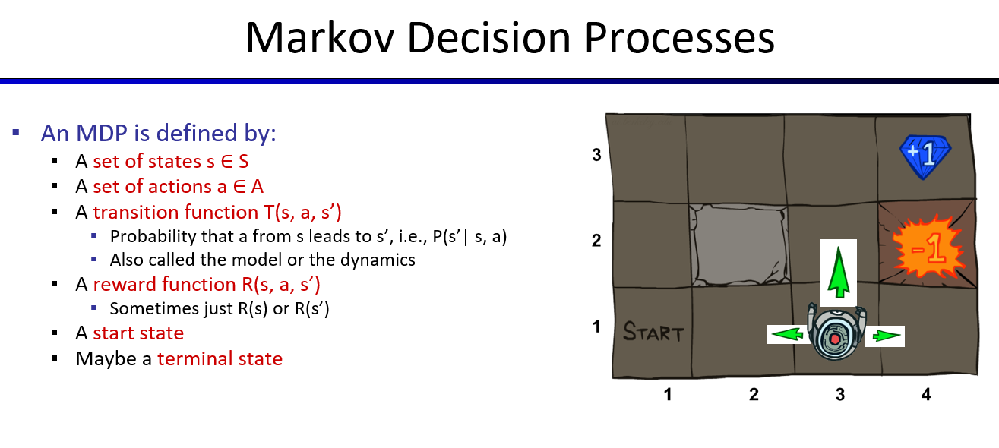 Markov Decision Processes
▪ An MDP is defined by:
▪ A set of states s ∈ S
▪ A set of actions a ∈ A
▪ A transition function T(s, a, s’)
▪ Probability that a from s leads to s’, i.e., P(s’| s, a)
▪ Also called the model or the dynamics
▪ A reward function R(s, a, s’)
▪ Sometimes just R(s) or R(s’)
▪ A start state
▪ Maybe a terminal state
3
+1
2
-1
1
START
1 2 3 4